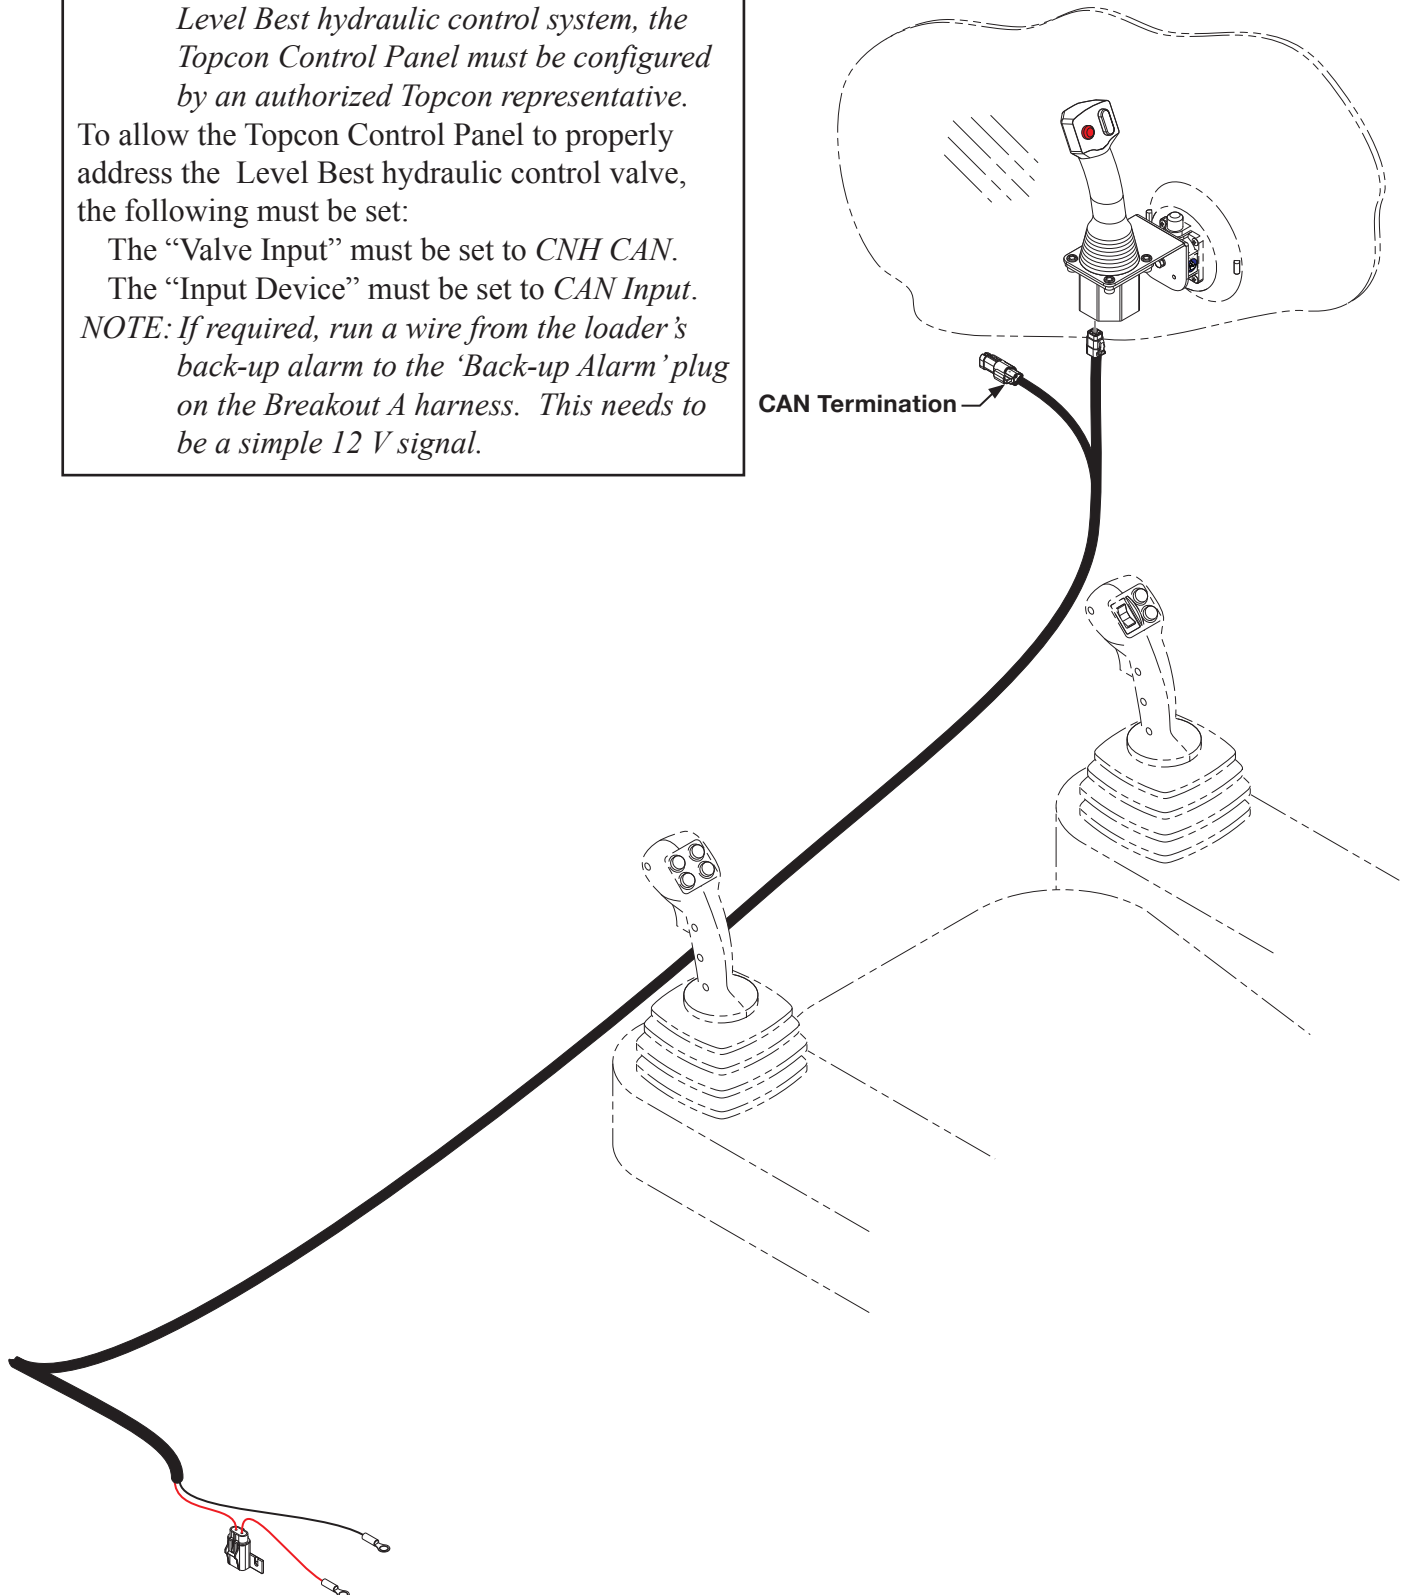 Level Best hydraulic control system, the
Topcon Control Panel must be configured
by an authorized Topcon representative.
To allow the Topcon Control Panel to properly
address the  Level Best hydraulic control valve,
the following must be set:
The “Valve Input” must be set to CNH CAN.
The “Input Device” must be set to CAN Input.
NOTE: If required, run a wire from the loader’s
back-up alarm to the ‘Back-up Alarm’ plug
on the Breakout A harness.  This needs to
be a simple 12 V signal.
CAN Termination